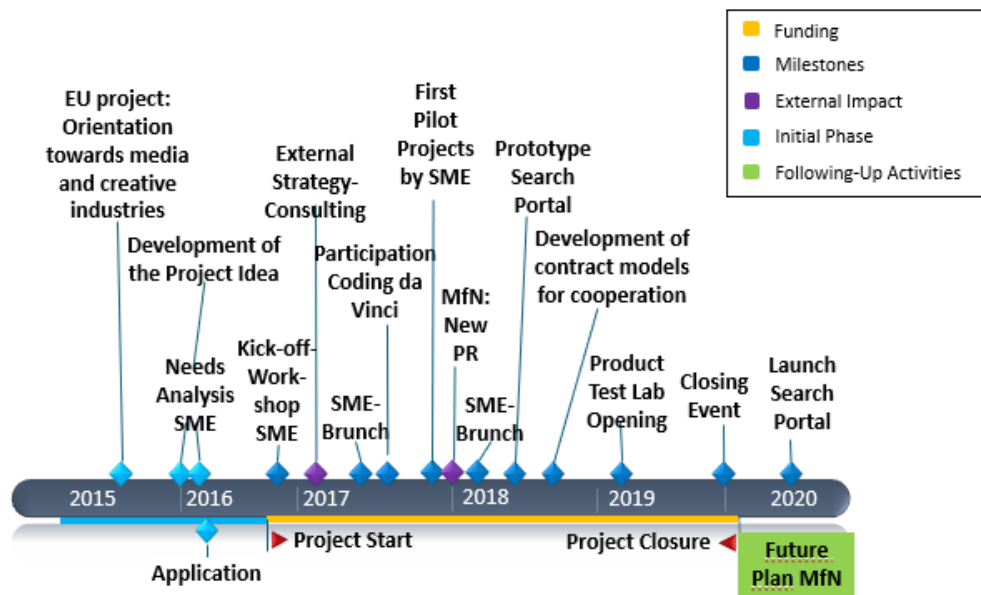 Funding
Milestones
External Impact
Initial Phase
Following-Up Activities
EU project:
Orientation
towards media
and creative
industries
Development of
the Project Idea
Needs
Analysis
SME
Kick-off-
Work-
shop
SME
External
Strategy-
Consulting
SME-
Brunch
Participation
Coding da
Vinci
First
Pilot
Projects
by SME
MfN:
New
PR
SME-
Brunch
Prototype
Search
Portal
Development of
contract models
for cooperation
Product
Test Lab
Opening
Closing
Event
Launch
Search
Portal
2015
2016
2017
2018
2019
2020
Application
Project Start
Project Closure
Future
Plan MfN